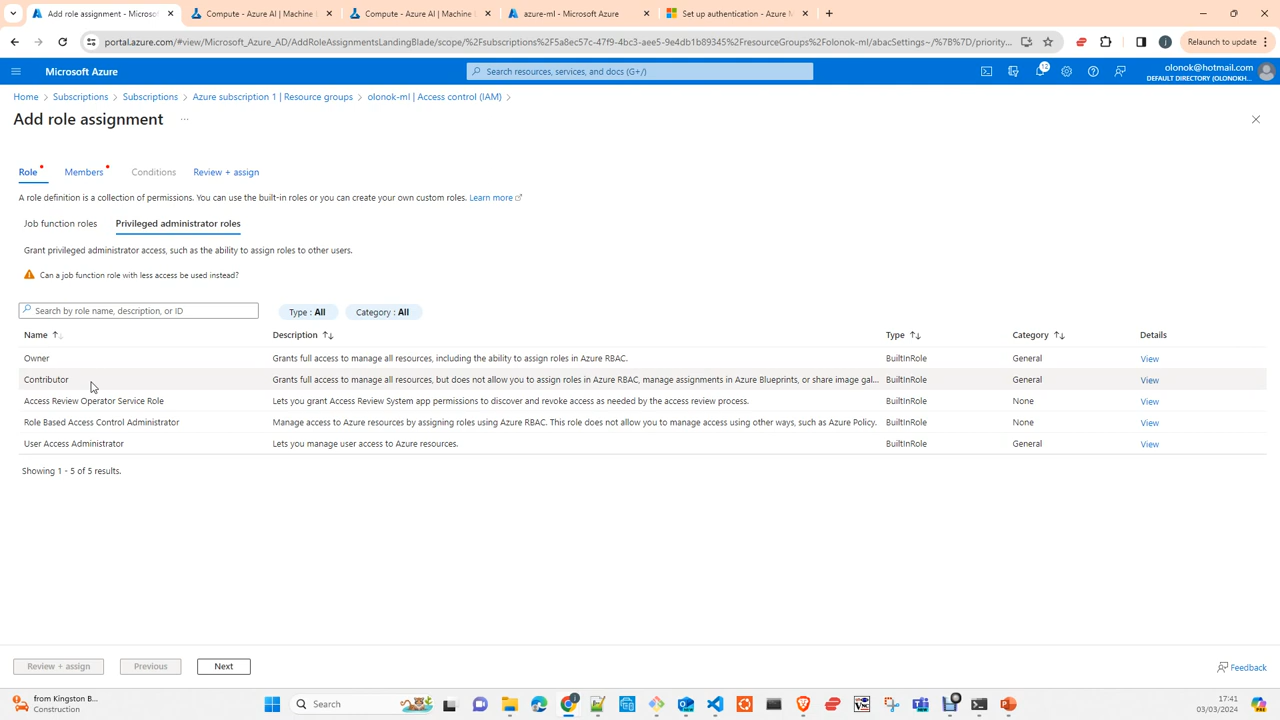 Add role assignment - Microso
Compute - Azure AI | Machine L
Compute - Azure AI | Machine L
azure-ml - Microsoft Azure
Set up authentication - Azure M
portal.azure.com/#view/Microsoft_Azure_AD/AddRoleAssignmentsLandingBlade/scope/%2Fsubscriptions%2F5a8ec57c-47f9-4bc3-aee5-9e4db1b89345%2FresourceGroups%2Folonok-ml/abacSettings~/%7B%7D/priority...
Relaunch to update
Microsoft Azure
Search resources, services, and docs (G+/)
12
olonok@hotmail.com
DEFAULT DIRECTORY (OLONOKH...
Home > Subscriptions > Subscriptions > Azure subscription 1 | Resource groups > olonok-ml | Access control (IAM) >
Add role assignment ...
Role Members Conditions Review + assign
A role definition is a collection of permissions. You can use the built-in roles or you can create your own custom roles. Learn more
Job function roles Privileged administrator roles
Grant privileged administrator access, such as the ability to assign roles to other users.
Can a job function role with less access be used instead?
Search by role name, description, or ID
Type : All Category : All
Name ↑↓ Description ↑↓ Type ↑↓ Category ↑↓ Details
Owner Grants full access to manage all resources, including the ability to assign roles in Azure RBAC. BuiltInRole General View
Contributor Grants full access to manage all resources, but does not allow you to assign roles in Azure RBAC, manage assignments in Azure Blueprints, or share image gal... BuiltInRole General View
Access Review Operator Service Role Lets you grant Access Review System app permissions to discover and revoke access as needed by the access review process. BuiltInRole None View
Role Based Access Control Administrator Manage access to Azure resources by assigning roles using Azure RBAC. This role does not allow you to manage access using other ways, such as Azure Policy. BuiltInRole None View
User Access Administrator Lets you manage user access to Azure resources. BuiltInRole General View
Showing 1 - 5 of 5 results.
Review + assign Previous Next
Feedback
from Kingston B...
Construction
Search
17:41
03/03/2024